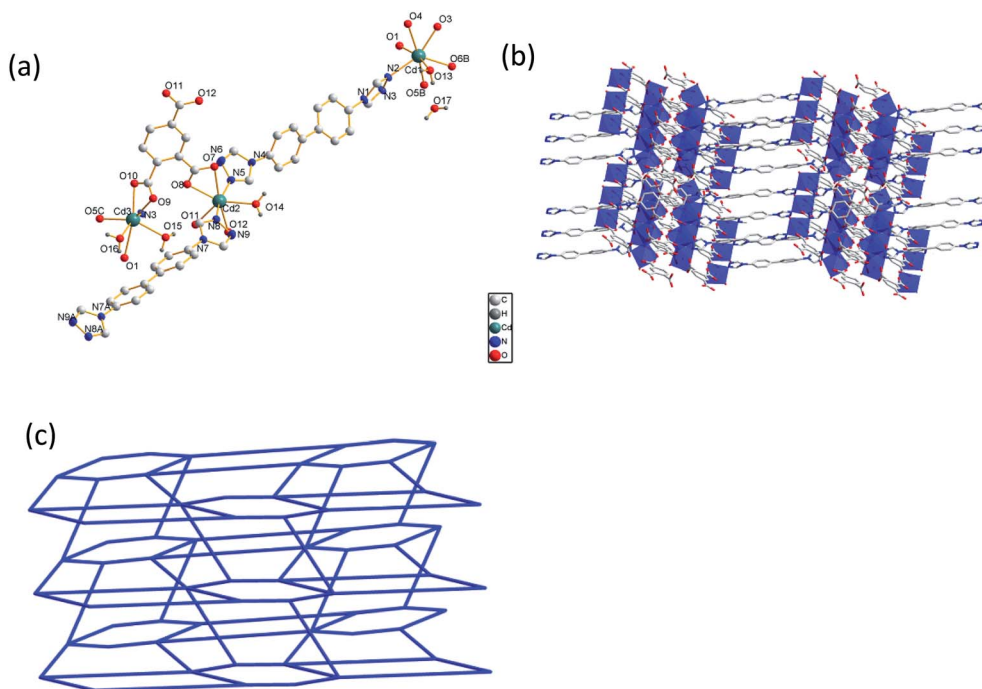 (a)
O4
O3
O1
O6B
Cd1
O13
N2
O5B
N1
N3
O17
O11
O12
O7
N6
N4
O10
O8
N5
O9
Cd2
O14
Cd3
N3
O5C
O11
N8
O12
O15
N9
O16
N7
O1
N7A
N9A
N8A
(b)
C
H
Cd
N
O
(c)